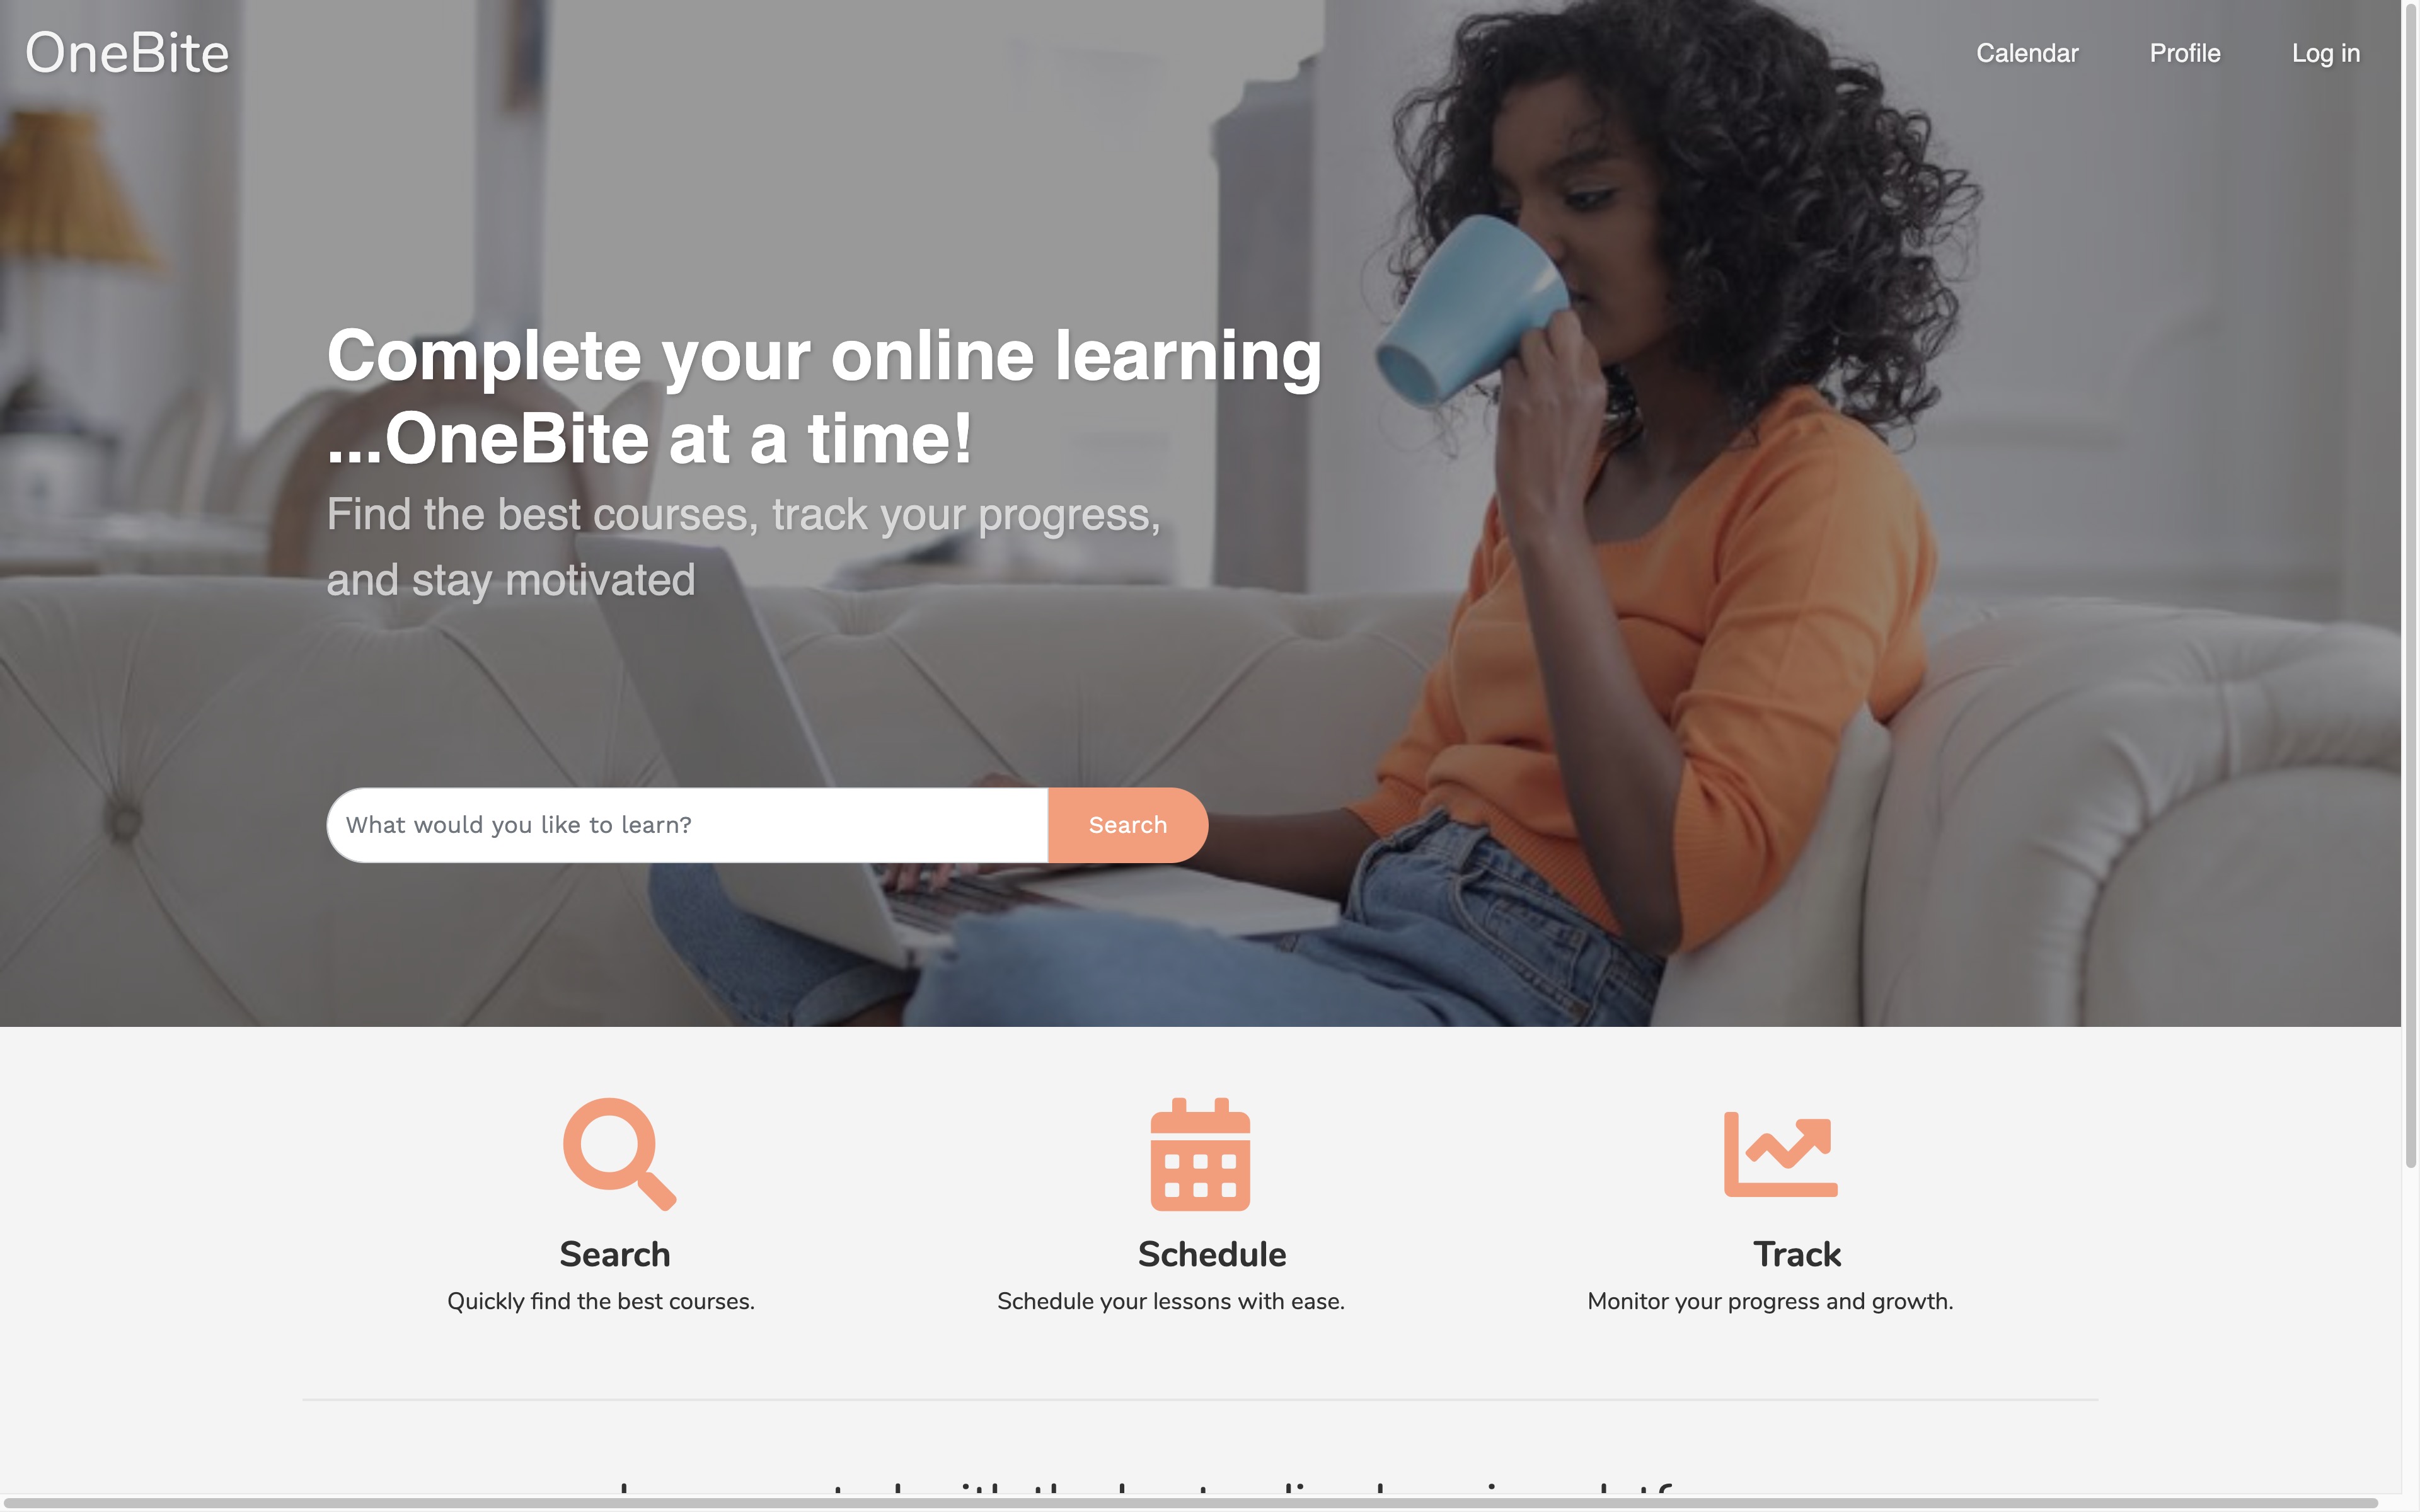 OneBite
Calendar
Profile
Log in
Complete your online learning
...OneBite at a time!
Find the best courses, track your progress,
and stay motivated
What would you like to learn?
Search
Search
Quickly find the best courses.
Schedule
Schedule your lessons with ease.
Track
Monitor your progress and growth.